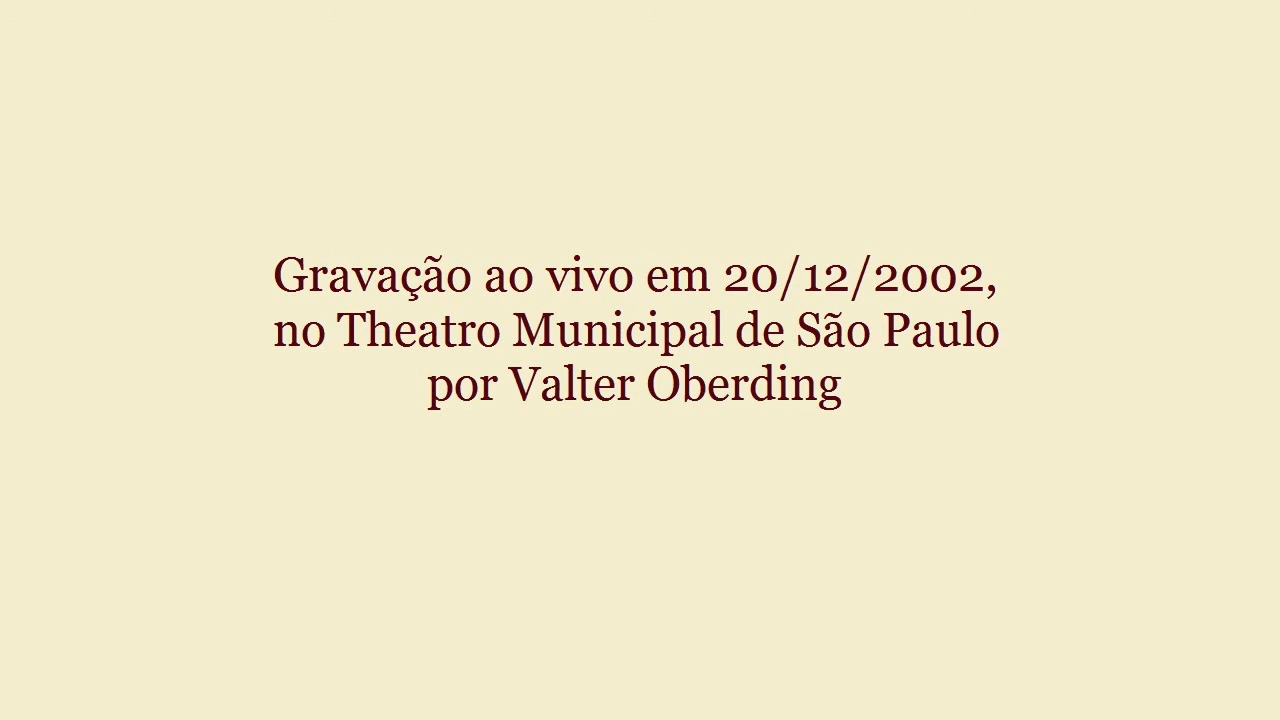 Gravação ao vivo em 20/12/2002,
no Theatro Municipal de São Paulo
por Valter Oberding